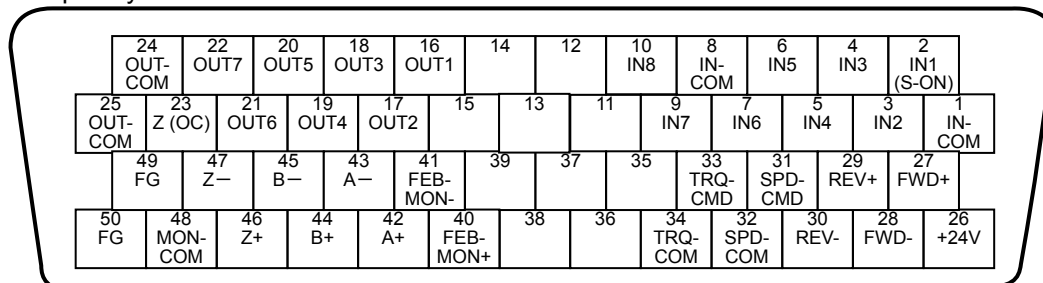 24 22 20 18 16 14 12 10 8 6 4 2
OUT- OUT7 OUT5 OUT3 OUT1 IN8 IN- IN5 IN3 IN1
COM COM (S-ON)
25 23 21 19 17 15 13 11 9 7 5 3 1
OUT- Z (OC) OUT6 OUT4 OUT2 IN7 IN6 IN4 IN2 IN-
COM COM
49 47 45 43 41 39 37 35 33 31 29 27
FG Z− B− A− FEB- TRQ- SPD- REV+ FWD+
MON- CMD CMD
50 48 46 44 42 40 38 36 34 32 30 28 26
FG MON- Z+ B+ A+ FEB- TRQ- SPD- REV- FWD- +24V
COM MON+ COM COM